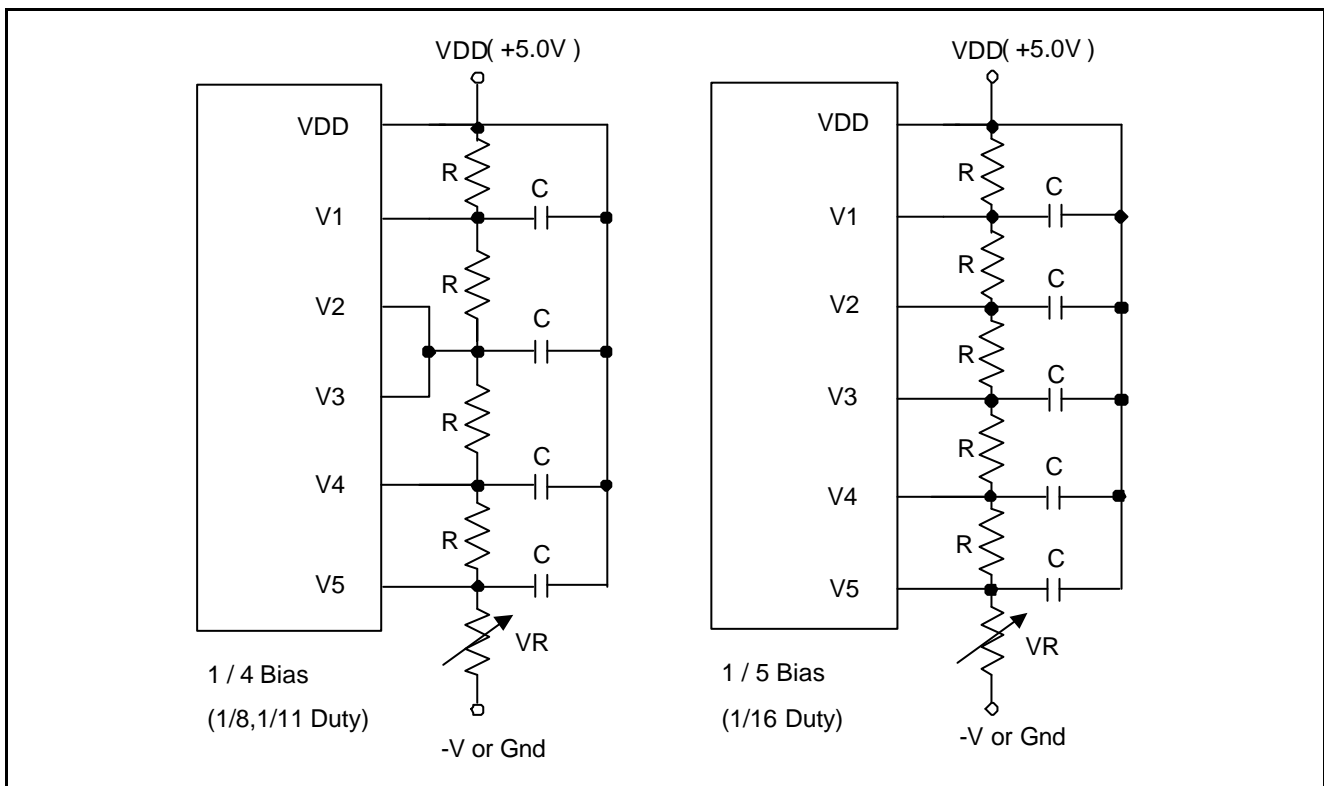 VDD( +5.0V )
VDD
R
C
V1
R
V2
C
V3
R
C
V4
R
C
V5
VR
1 / 4 Bias
(1/8,1/11 Duty)
-V or Gnd
VDD( +5.0V )
VDD
R
C
V1
R
C
V2
R
C
V3
R
C
V4
R
C
V5
VR
1 / 5 Bias
(1/16 Duty)
-V or Gnd